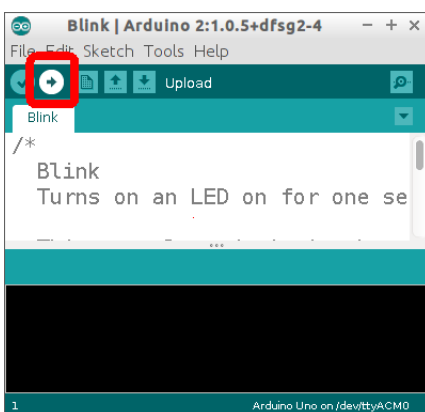 Blink | Arduino 2:1.0.5+dfsg2-4
File Edit Sketch Tools Help
Upload
Blink
/*
Blink
Turns on an LED on for one se
1
Arduino Uno on /dev/ttyACM0